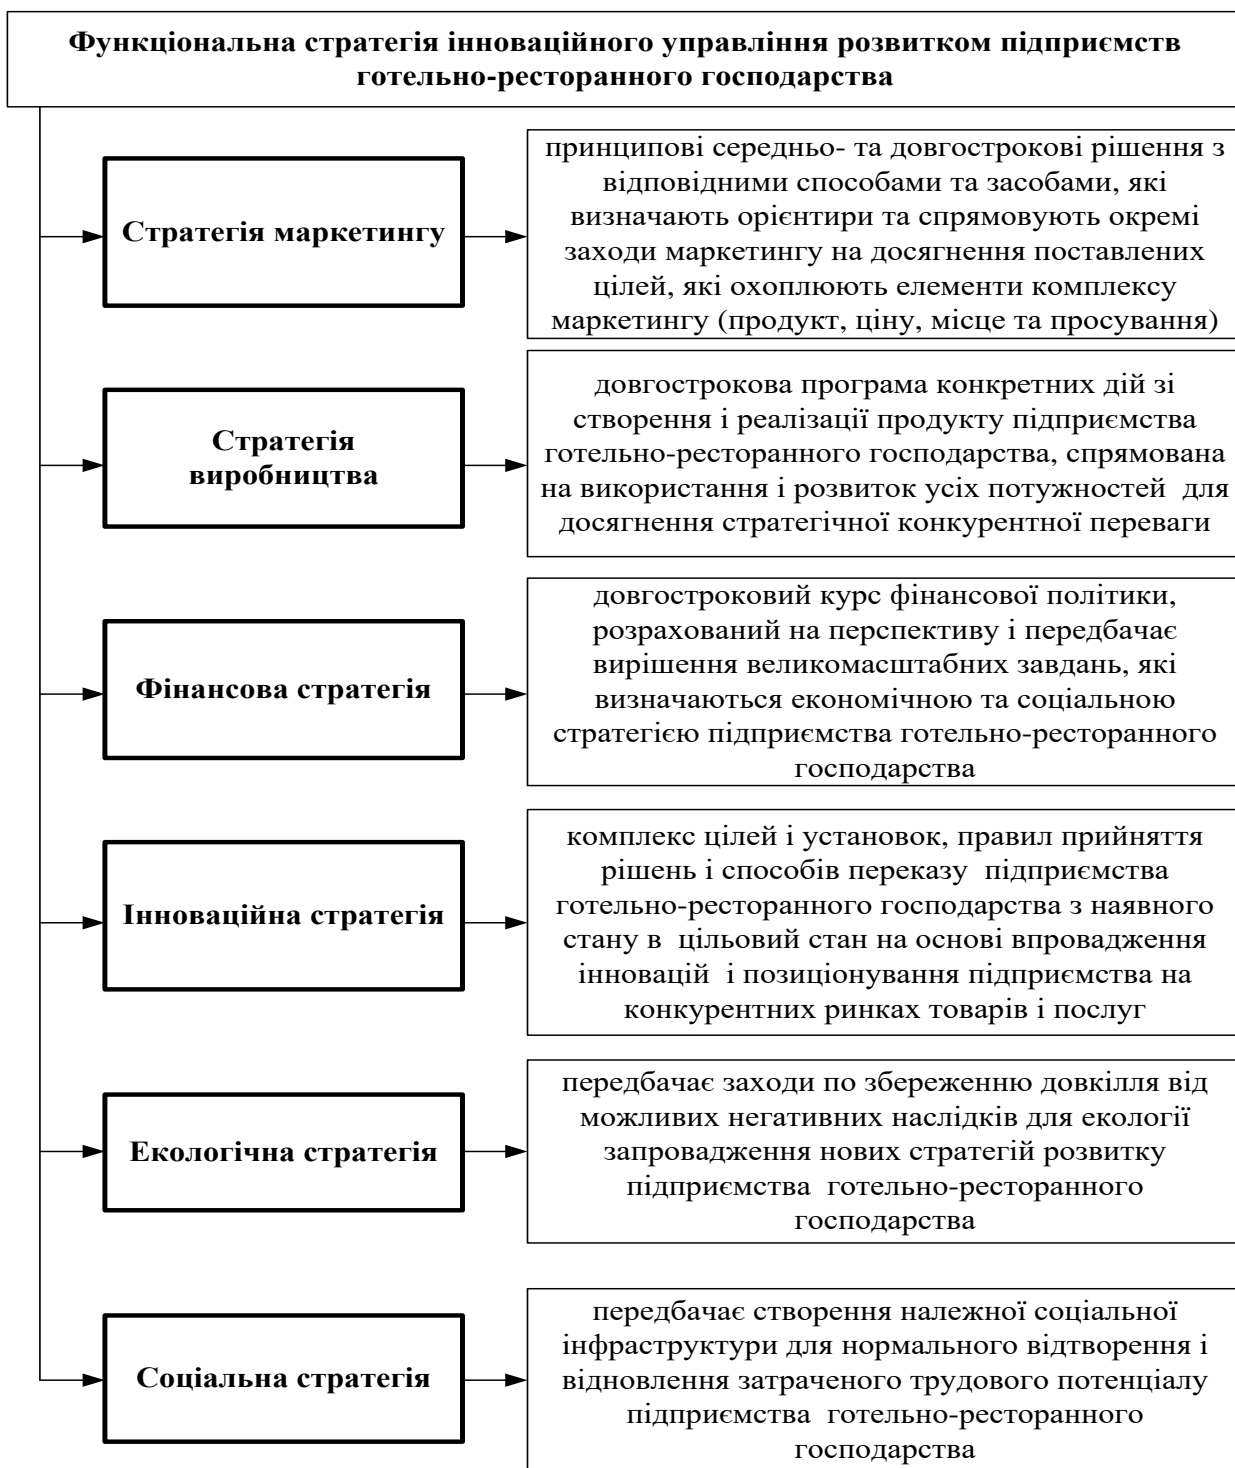 Функціональна стратегія інноваційного управління розвитком підприємств
готельно-ресторанного господарства
Стратегія маркетингу
принципові середньо- та довгострокові рішення з
відповідними способами та засобами, які
визначають орієнтири та спрямовують окремі
заходи маркетингу на досягнення поставлених
цілей, які охоплюють елементи комплексу
маркетингу (продукт, ціну, місце та просування)
Стратегія
виробництва
довгострокова програма конкретних дій зі
створення і реалізації продукту підприємства
готельно-ресторанного господарства, спрямована
на використання і розвиток усіх потужностей для
досягнення стратегічної конкурентної переваги
Фінансова стратегія
довгостроковий курс фінансової політики,
розрахований на перспективу і передбачає
вирішення великомасштабних завдань, які
визначаються економічною та соціальною
стратегією підприємства готельно-ресторанного
господарства
Інноваційна стратегія
комплекс цілей і установок, правил прийняття
рішень і способів переказу підприємства
готельно-ресторанного господарства з наявного
стану в цільовий стан на основі впровадження
інновацій і позиціонування підприємства на
конкурентних ринках товарів і послуг
Екологічна стратегія
передбачає заходи по збереженню довкілля від
можливих негативних наслідків для екології
запровадження нових стратегій розвитку
підприємства готельно-ресторанного
господарства
Соціальна стратегія
передбачає створення належної соціальної
інфраструктури для нормального відтворення і
відновлення затраченого трудового потенціалу
підприємства готельно-ресторанного
господарства